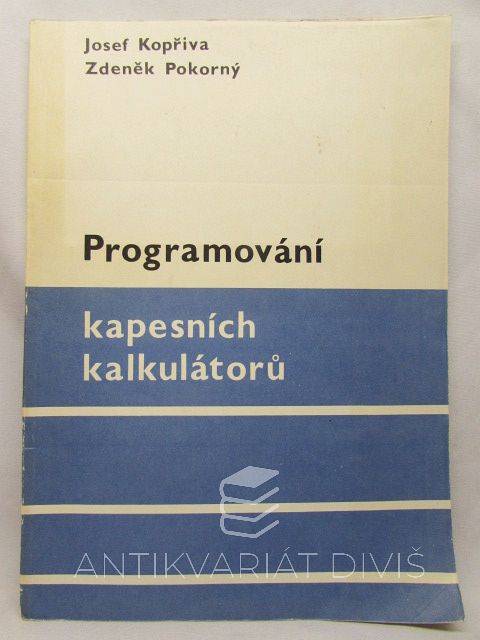 Josef Kopřiva
Zdeněk Pokorný
Programování
kapesních
kalkulátorů
ANTIKVARIÁT DIVIŠ